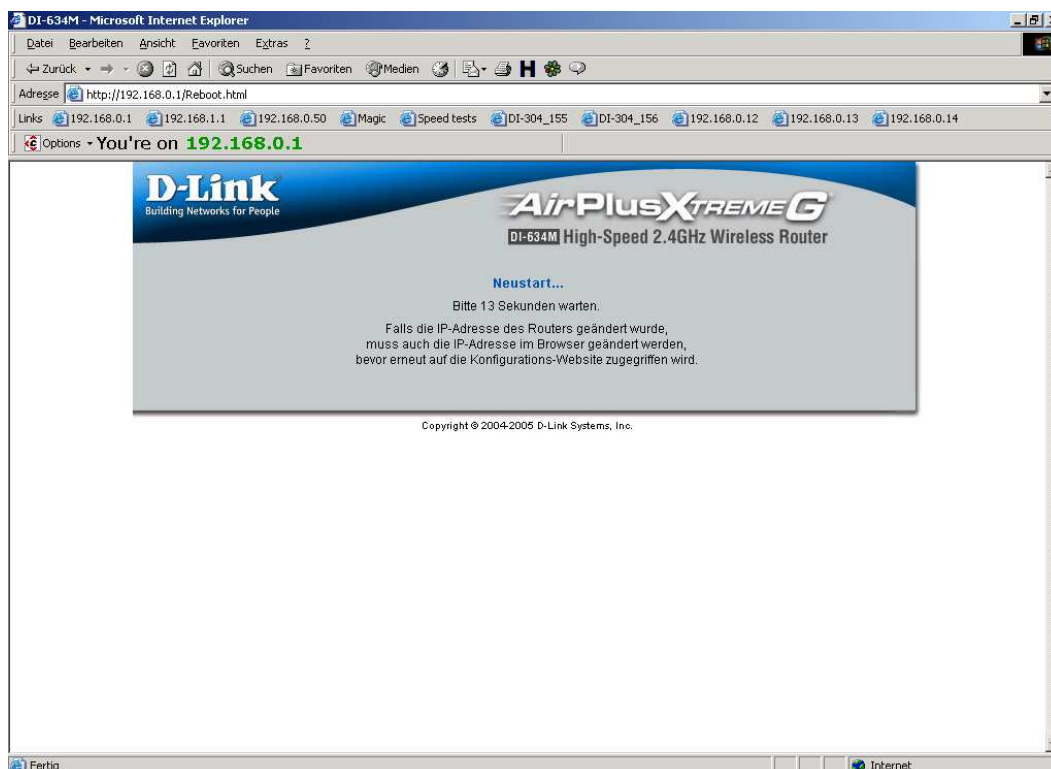 DI-634M - Microsoft Internet Explorer
Datei Bearbeiten Ansicht Favoriten Extras ?
Zurück Suchen Favoriten Medien H
Adresse http://192.168.0.1/Reboot.html
Links 192.168.0.1 192.168.1.1 192.168.0.50 Magic Speed tests DI-304_155 DI-304_156 192.168.0.12 192.168.0.13 192.168.0.14
Options You're on 192.168.0.1
D-Link
Building Networks for People
AirPlus XTREME G
DI-634M High-Speed 2.4GHz Wireless Router
Neustart...
Bitte 13 Sekunden warten.
Falls die IP-Adresse des Routers geändert wurde,
muss auch die IP-Adresse im Browser geändert werden,
bevor erneut auf die Konfigurations-Website zugegriffen wird.
Copyright © 2004-2005 D-Link Systems, Inc.
Fertig Internet